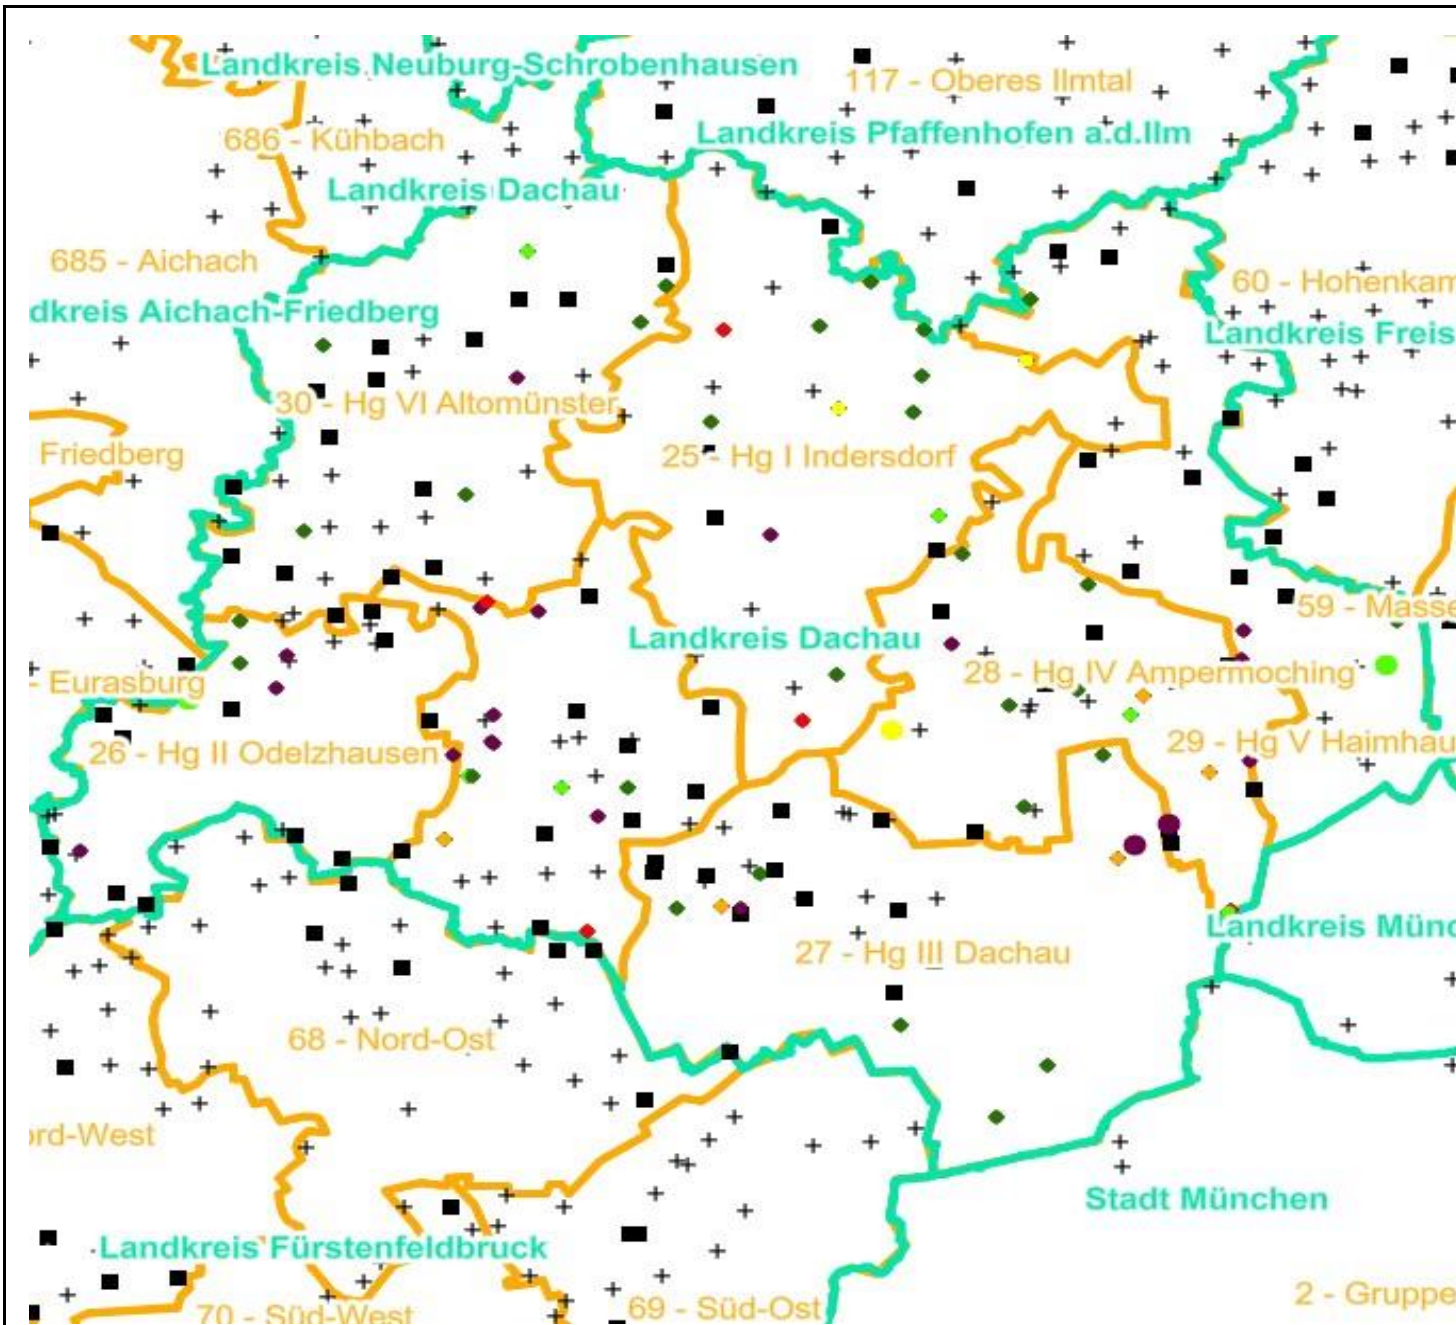 Landkreis Neuburg-Schrobenhausen
117 - Oberes Ilmtal
686 - Kühbach
Landkreis Pfaffenhofen a.d.Ilm
Landkreis Dachau
685 - Aichach
60 - Hohenkam
dkreis Aichach-Friedberg
Landkreis Freis
30 - Hg VI Altomünster
Friedberg
25 - Hg I Indersdorf
59 - Masse
Landkreis Dachau
28 - Hg IV Ampermoching
- Eurasburg
29 - Hg V Haimhau
26 - Hg II Odelzhausen
Landkreis Münc
27 - Hg III Dachau
68 - Nord-Ost
ord-West
Stadt München
Landkreis Fürstenfeldbruck
2 - Gruppe
69 - Süd-Ost
70 - Süd-West